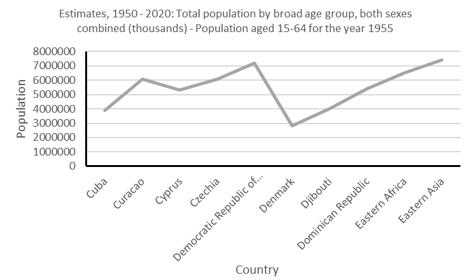 Estimates, 1950 - 2020: Total population by broad age group, both sexes
combined (thousands) - Population aged 15-64 for the year 1955
8000000
7000000
6000000
5000000
4000000
3000000
2000000
1000000
0
Population
Cuba
Curacao
Cyprus
Czechia
Democratic Republic of...
Denmark
Djibouti
Dominican Republic
Eastern Africa
Eastern Asia
Country